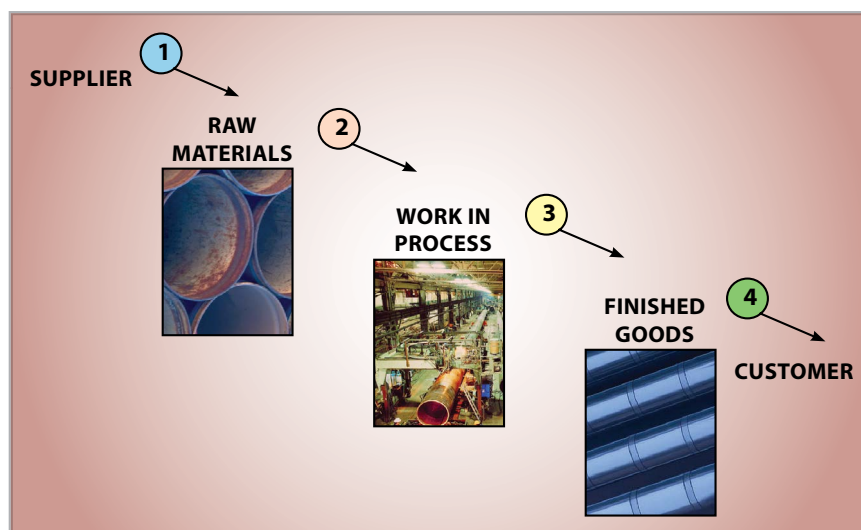 1
SUPPLIER
RAW
MATERIALS
2
WORK IN
PROCESS
3
FINISHED
GOODS
4
CUSTOMER